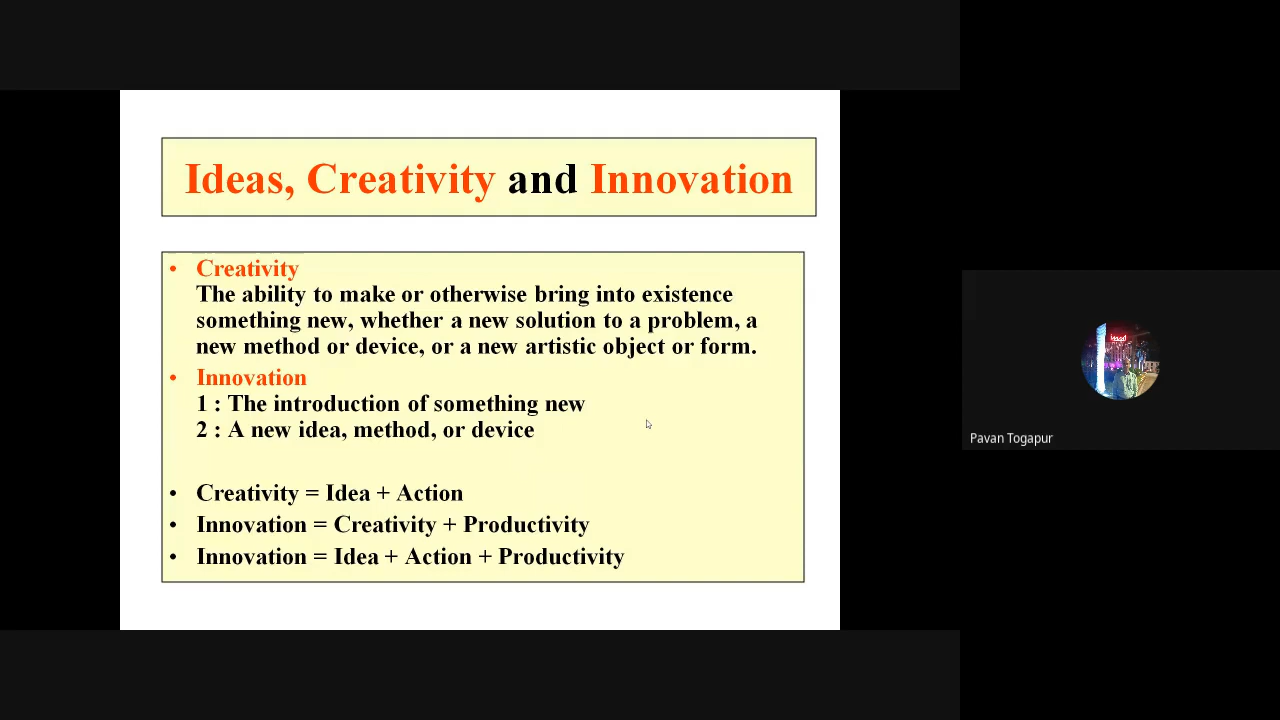 Ideas, Creativity and Innovation
• Creativity
The ability to make or otherwise bring into existence
something new, whether a new solution to a problem, a
new method or device, or a new artistic object or form.
• Innovation
1 : The introduction of something new
2 : A new idea, method, or device
• Creativity = Idea + Action
• Innovation = Creativity + Productivity
• Innovation = Idea + Action + Productivity
Pavan Togapur